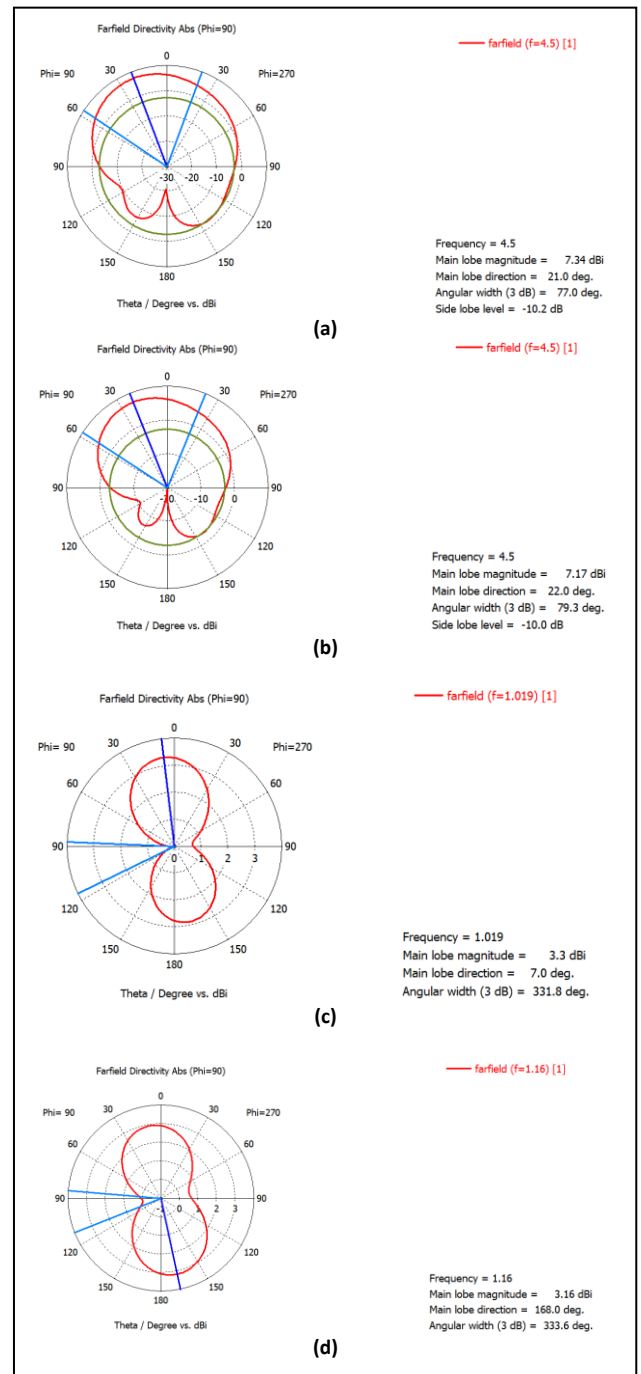 Farfield Directivity Abs (Phi=90)
farfield (f=4.5) [1]
0
30 30
Phi= 90 Phi=270
60 60
90 -30 -20 -10 0 90
120 120
150 150
180
Theta / Degree vs. dBi
Frequency = 4.5
Main lobe magnitude = 7.34 dBi
Main lobe direction = 21.0 deg.
Angular width (3 dB) = 77.0 deg.
Side lobe level = -10.2 dB
(a)
Farfield Directivity Abs (Phi=90)
farfield (f=4.5) [1]
0
30 30
Phi= 90 Phi=270
60 60
90 -10 0 90
120 120
150 150
180
Theta / Degree vs. dBi
Frequency = 4.5
Main lobe magnitude = 7.17 dBi
Main lobe direction = 22.0 deg.
Angular width (3 dB) = 79.3 deg.
Side lobe level = -10.0 dB
(b)
Farfield Directivity Abs (Phi=90)
farfield (f=1.019) [1]
0
30 30
Phi= 90 Phi=270
60 60
90 0 1 2 3 90
120 120
150 150
180
Theta / Degree vs. dBi
Frequency = 1.019
Main lobe magnitude = 3.3 dBi
Main lobe direction = 7.0 deg.
Angular width (3 dB) = 331.8 deg.
(c)
Farfield Directivity Abs (Phi=90)
farfield (f=1.16) [1]
0
30 30
Phi= 90 Phi=270
60 60
90 -1 0 1 2 3 90
120 120
150 150
180
Theta / Degree vs. dBi
Frequency = 1.16
Main lobe magnitude = 3.16 dBi
Main lobe direction = 168.0 deg.
Angular width (3 dB) = 333.6 deg.
(d)